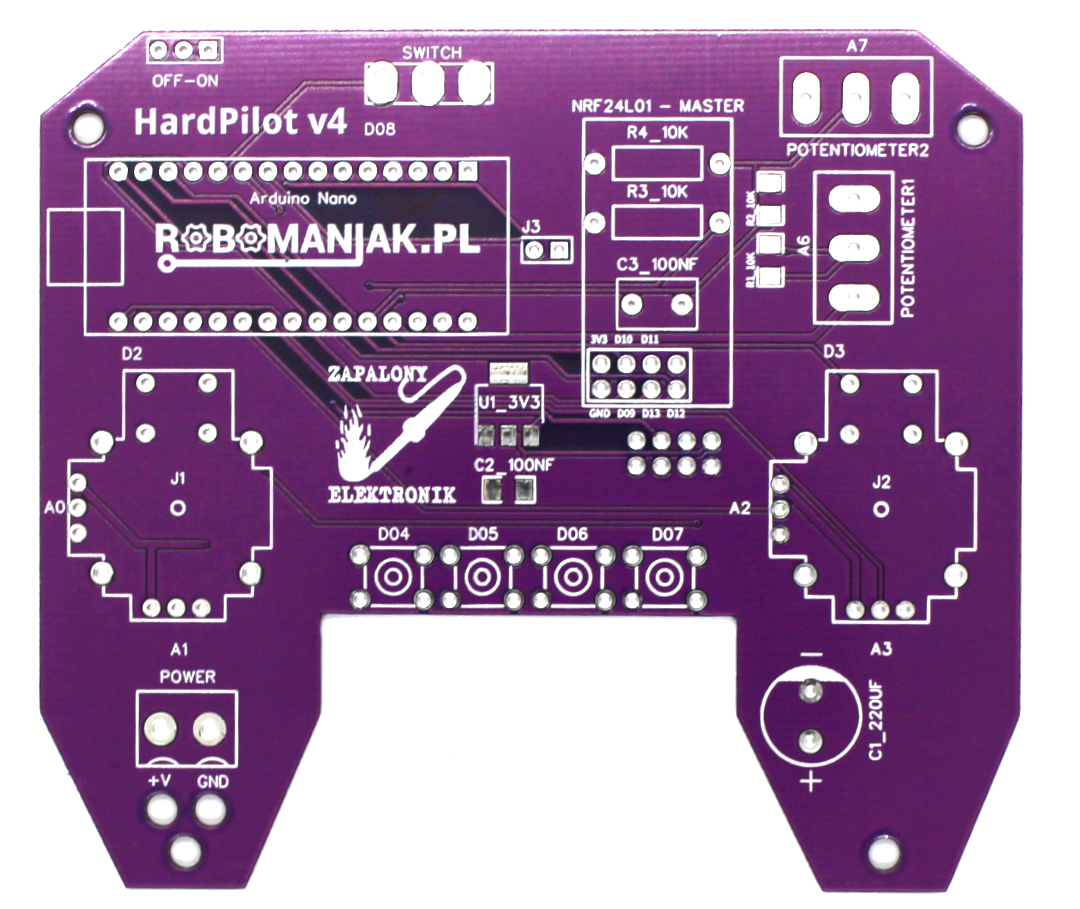 OFF-ON
SWITCH
A7
HardPilot v4
D08
NRF24L01 - MASTER
R4_10K
POTENTIOMETER2
Arduino Nano
R3_10K
R2_10K
ROBOMANIAK.PL
J3
A6
POTENTIOMETER1
C3_100NF
R1_10K
3V3 D10 D11
D2
D3
ZAPALONY
U1_3V3
GND D09 D13 D12
C2_100NF
ELEKTRONIK
J1
J2
A0
A2
D04
D05
D06
D07
A1
A3
POWER
−
C1_220UF
+V GND
+